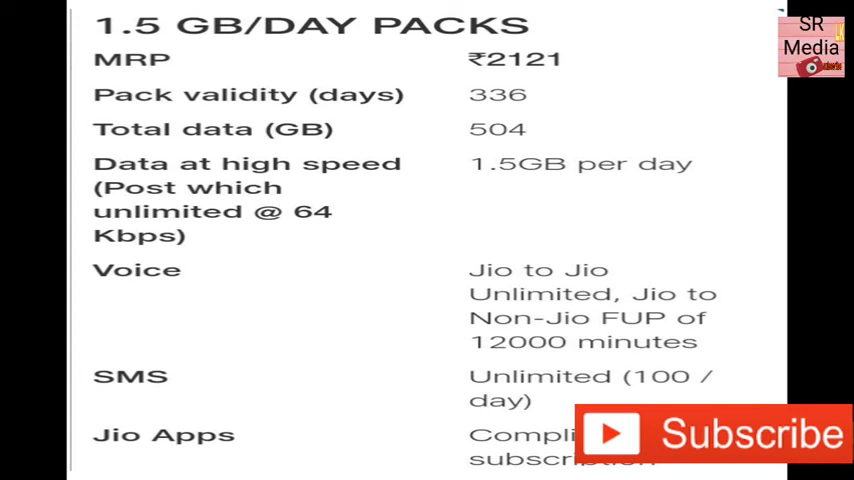 1.5 GB/DAY PACKS
MRP ₹2121
Pack validity (days) 336
Total data (GB) 504
Data at high speed 1.5GB per day
(Post which
unlimited @ 64
Kbps)
Voice Jio to Jio
Unlimited, Jio to
Non-Jio FUP of
12000 minutes
SMS Unlimited (100 /
day)
Jio Apps
subscription
SR
Media
Subscribe